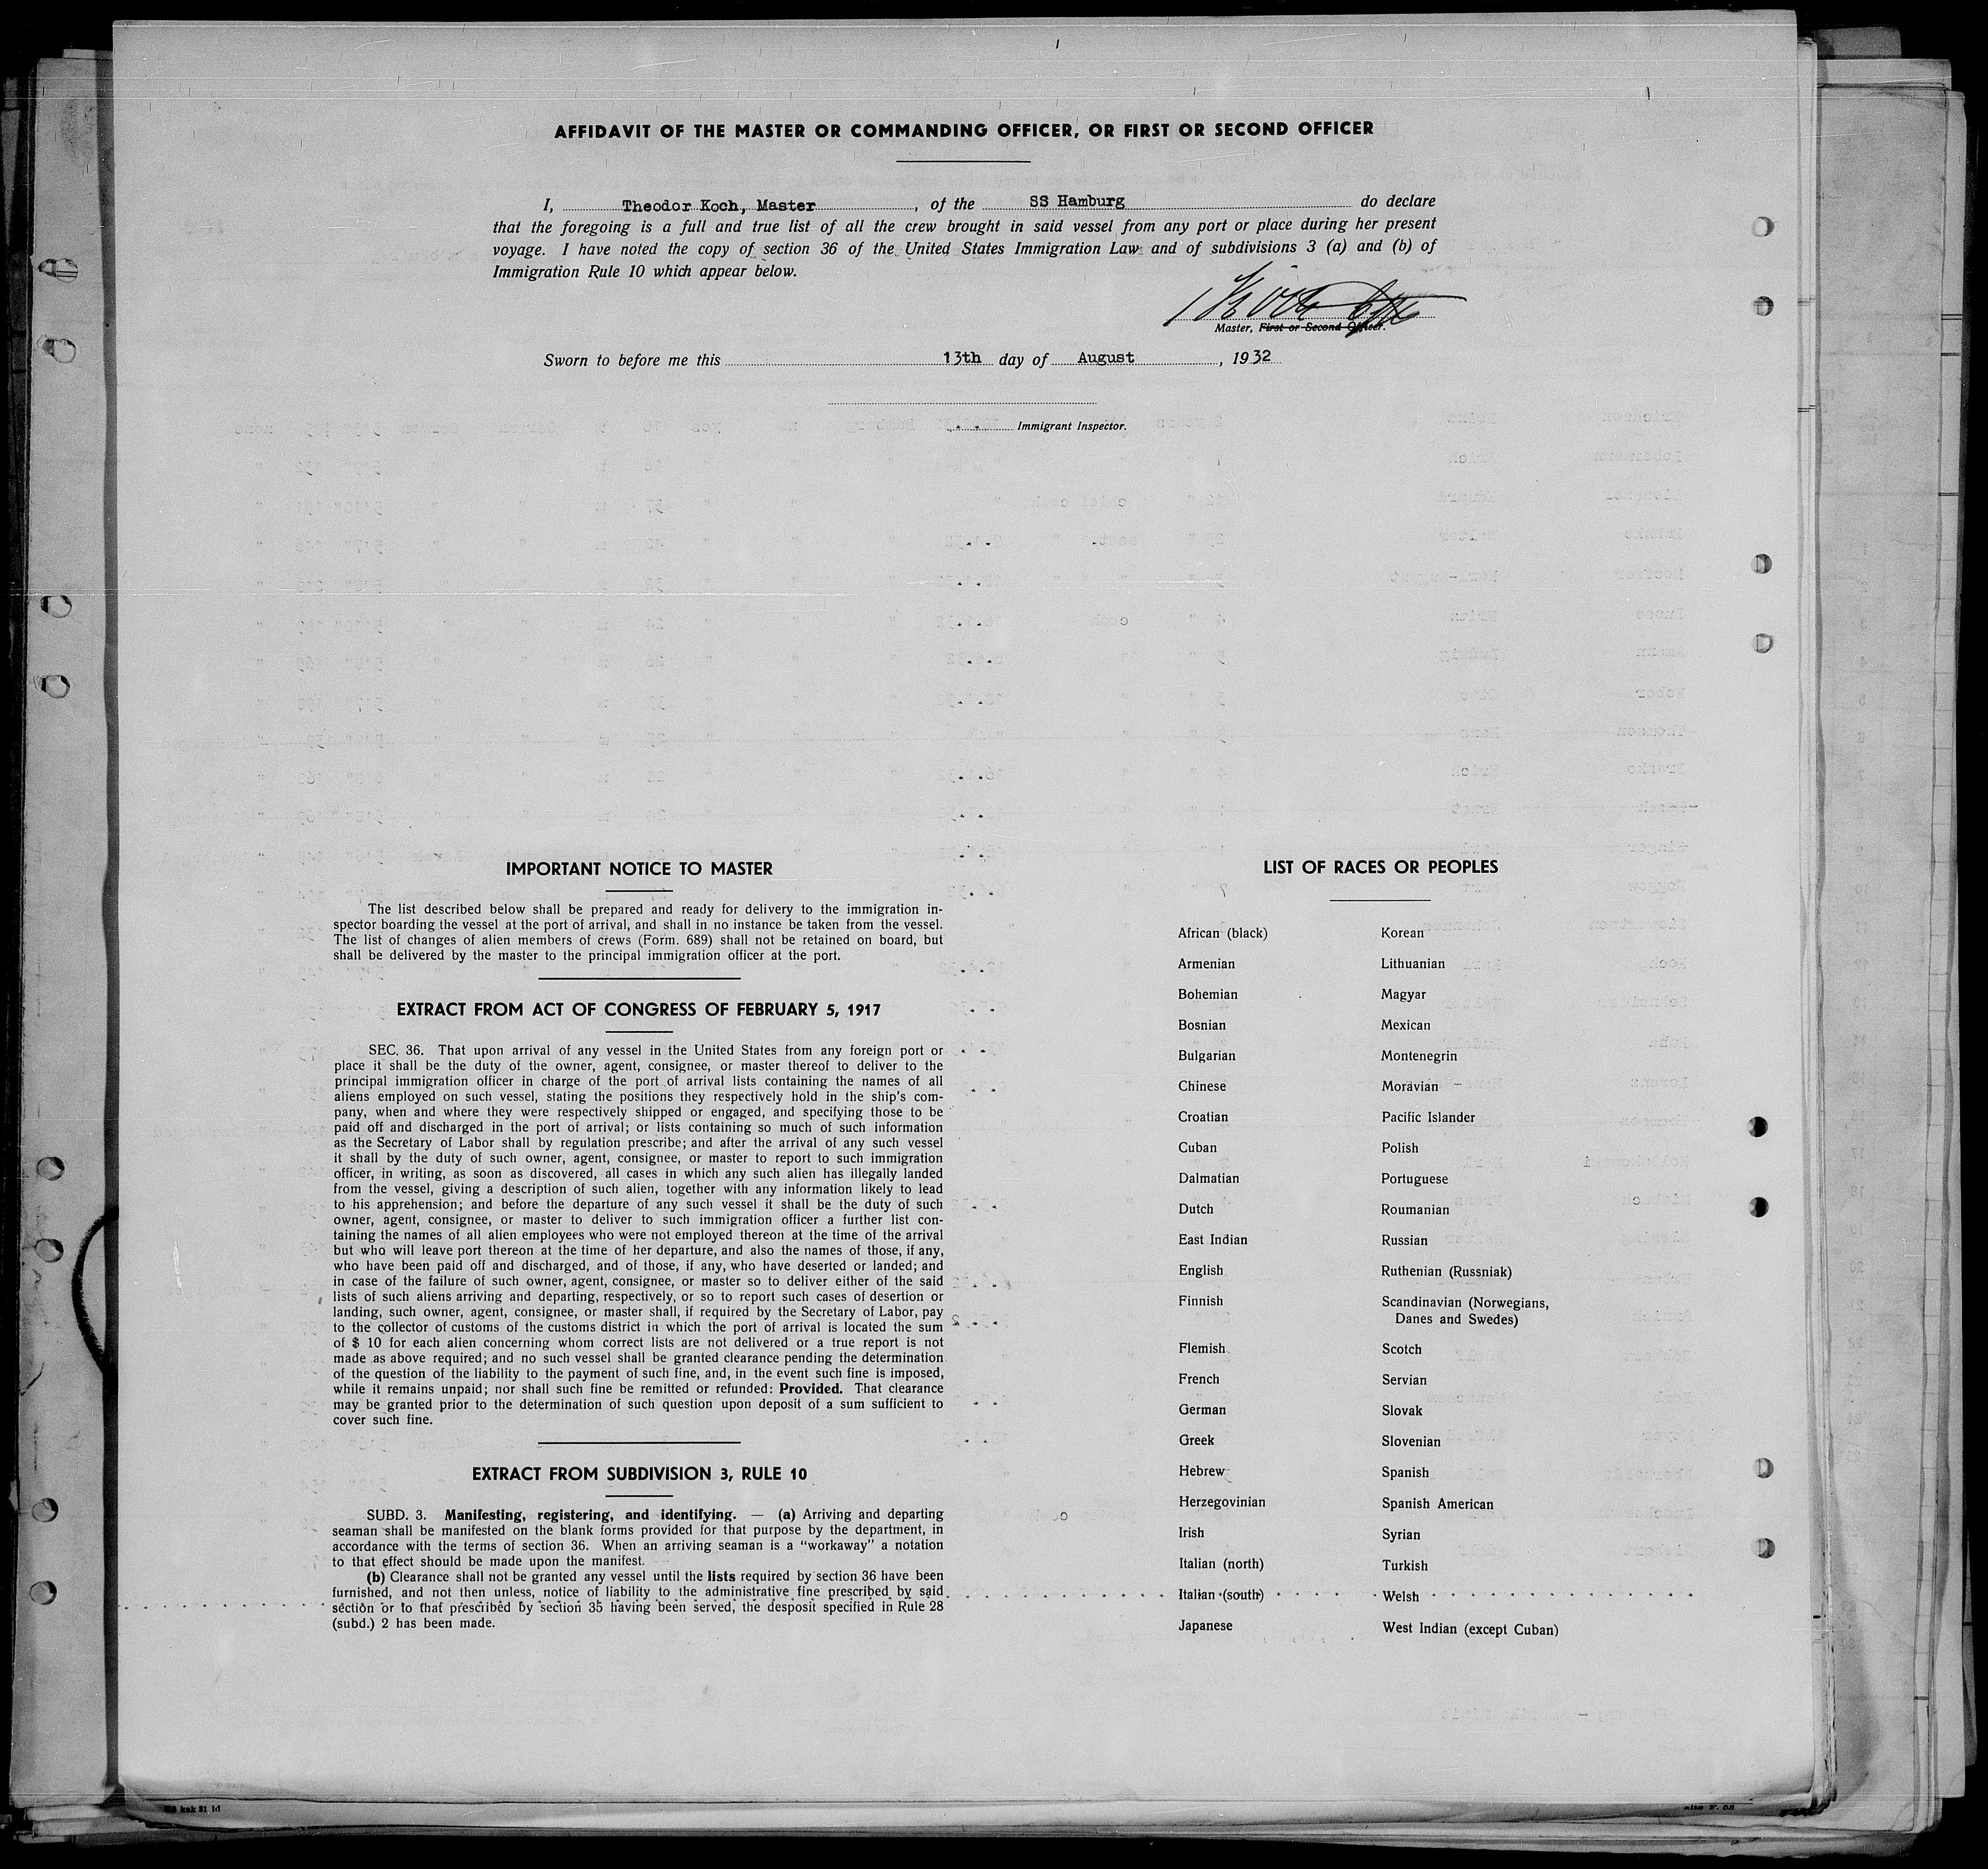 AFFIDAVIT OF THE MASTER OR COMMANDING OFFICER, OR FIRST OR SECOND OFFICER
I, Theodor Koch, Master, of the SS Hamburg do declare
that the foregoing is a full and true list of all the crew brought in said vessel from any port or place during her present
voyage. I have noted the copy of section 36 of the United States Immigration Law and of subdivisions 3 (a) and (b) of
Immigration Rule 10 which appear below.
Master, First or Second Officer.
Sworn to before me this 13th day of August, 1932
Immigrant Inspector.
IMPORTANT NOTICE TO MASTER
The list described below shall be prepared and ready for delivery to the immigration in-
spector boarding the vessel at the port of arrival, and shall in no instance be taken from the vessel.
The list of changes of alien members of crews (Form. 689) shall not be retained on board, but
shall be delivered by the master to the principal immigration officer at the port.
EXTRACT FROM ACT OF CONGRESS OF FEBRUARY 5, 1917
SEC. 36. That upon arrival of any vessel in the United States from any foreign port or
place it shall be the duty of the owner, agent, consignee, or master thereof to deliver to the
principal immigration officer in charge of the port of arrival lists containing the names of all
aliens employed on such vessel, stating the positions they respectively hold in the ship's com-
pany, when and where they were respectively shipped or engaged, and specifying those to be
paid off and discharged in the port of arrival; or lists containing so much of such information
as the Secretary of Labor shall by regulation prescribe; and after the arrival of any such vessel
it shall by the duty of such owner, agent, consignee, or master to report to such immigration
officer, in writing, as soon as discovered, all cases in which any such alien has illegally landed
from the vessel, giving a description of such alien, together with any information likely to lead
to his apprehension; and before the departure of any such vessel it shall be the duty of such
owner, agent, consignee, or master to deliver to such immigration officer a further list con-
taining the names of all alien employees who were not employed thereon at the time of the arrival
but who will leave port thereon at the time of her departure, and also the names of those, if any,
who have been paid off and discharged, and of those, if any, who have deserted or landed; and
in case of the failure of such owner, agent, consignee, or master so to deliver either of the said
lists of such aliens arriving and departing, respectively, or so to report such cases of desertion or
landing, such owner, agent, consignee, or master shall, if required by the Secretary of Labor, pay
to the collector of customs of the customs district in which the port of arrival is located the sum
of $ 10 for each alien concerning whom correct lists are not delivered or a true report is not
made as above required; and no such vessel shall be granted clearance pending the determination
of the question of the liability to the payment of such fine, and, in the event such fine is imposed,
while it remains unpaid; nor shall such fine be remitted or refunded: Provided. That clearance
may be granted prior to the determination of such question upon deposit of a sum sufficient to
cover such fine.
EXTRACT FROM SUBDIVISION 3, RULE 10
SUBD. 3. Manifesting, registering, and identifying. — (a) Arriving and departing
seaman shall be manifested on the blank forms provided for that purpose by the department, in
accordance with the terms of section 36. When an arriving seaman is a “workaway” a notation
to that effect should be made upon the manifest.
(b) Clearance shall not be granted any vessel until the lists required by section 36 have been
furnished, and not then unless, notice of liability to the administrative fine prescribed by said
section or to that prescribed by section 35 having been served, the desposit specified in Rule 28
(subd.) 2 has been made.
LIST OF RACES OR PEOPLES
African (black)
Armenian
Bohemian
Bosnian
Bulgarian
Chinese
Croatian
Cuban
Dalmatian
Dutch
East Indian
English
Finnish
Flemish
French
German
Greek
Hebrew
Herzegovinian
Irish
Italian (north)
Italian (south)
Japanese
Korean
Lithuanian
Magyar
Mexican
Montenegrin
Moravian
Pacific Islander
Polish
Portuguese
Roumanian
Russian
Ruthenian (Russniak)
Scandinavian (Norwegians,
Danes and Swedes)
Scotch
Servian
Slovak
Slovenian
Spanish
Spanish American
Syrian
Turkish
Welsh
West Indian (except Cuban)